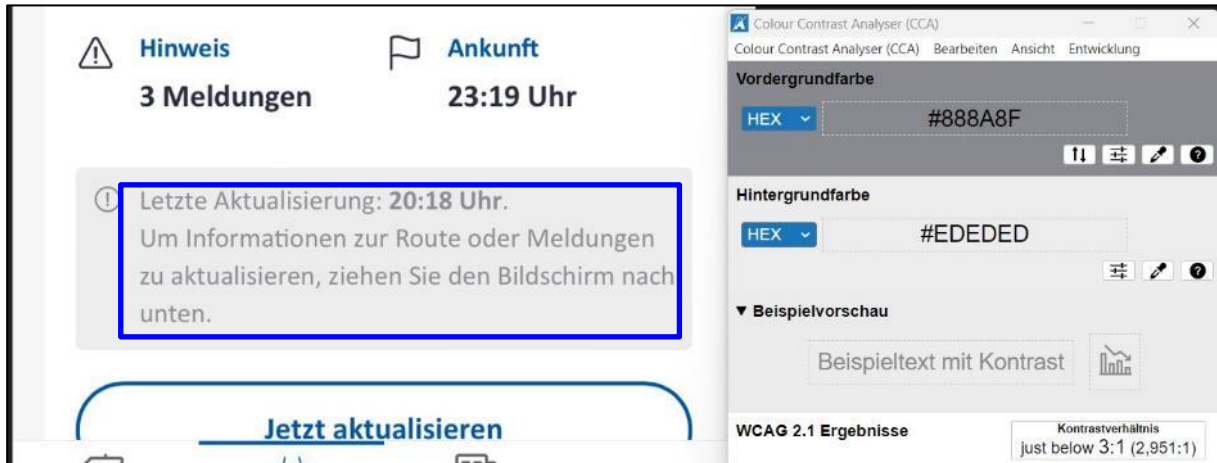 Hinweis
3 Meldungen
Ankunft
23:19 Uhr
Letzte Aktualisierung: 20:18 Uhr.
Um Informationen zur Route oder Meldungen
zu aktualisieren, ziehen Sie den Bildschirm nach
unten.
Jetzt aktualisieren
Colour Contrast Analyser (CCA)
Colour Contrast Analyser (CCA) Bearbeiten Ansicht Entwicklung
Vordergrundfarbe
HEX #888A8F
Hintergrundfarbe
HEX #EDEDED
▼ Beispielvorschau
Beispieltext mit Kontrast
WCAG 2.1 Ergebnisse
Kontrastverhältnis
just below 3:1 (2,951:1)